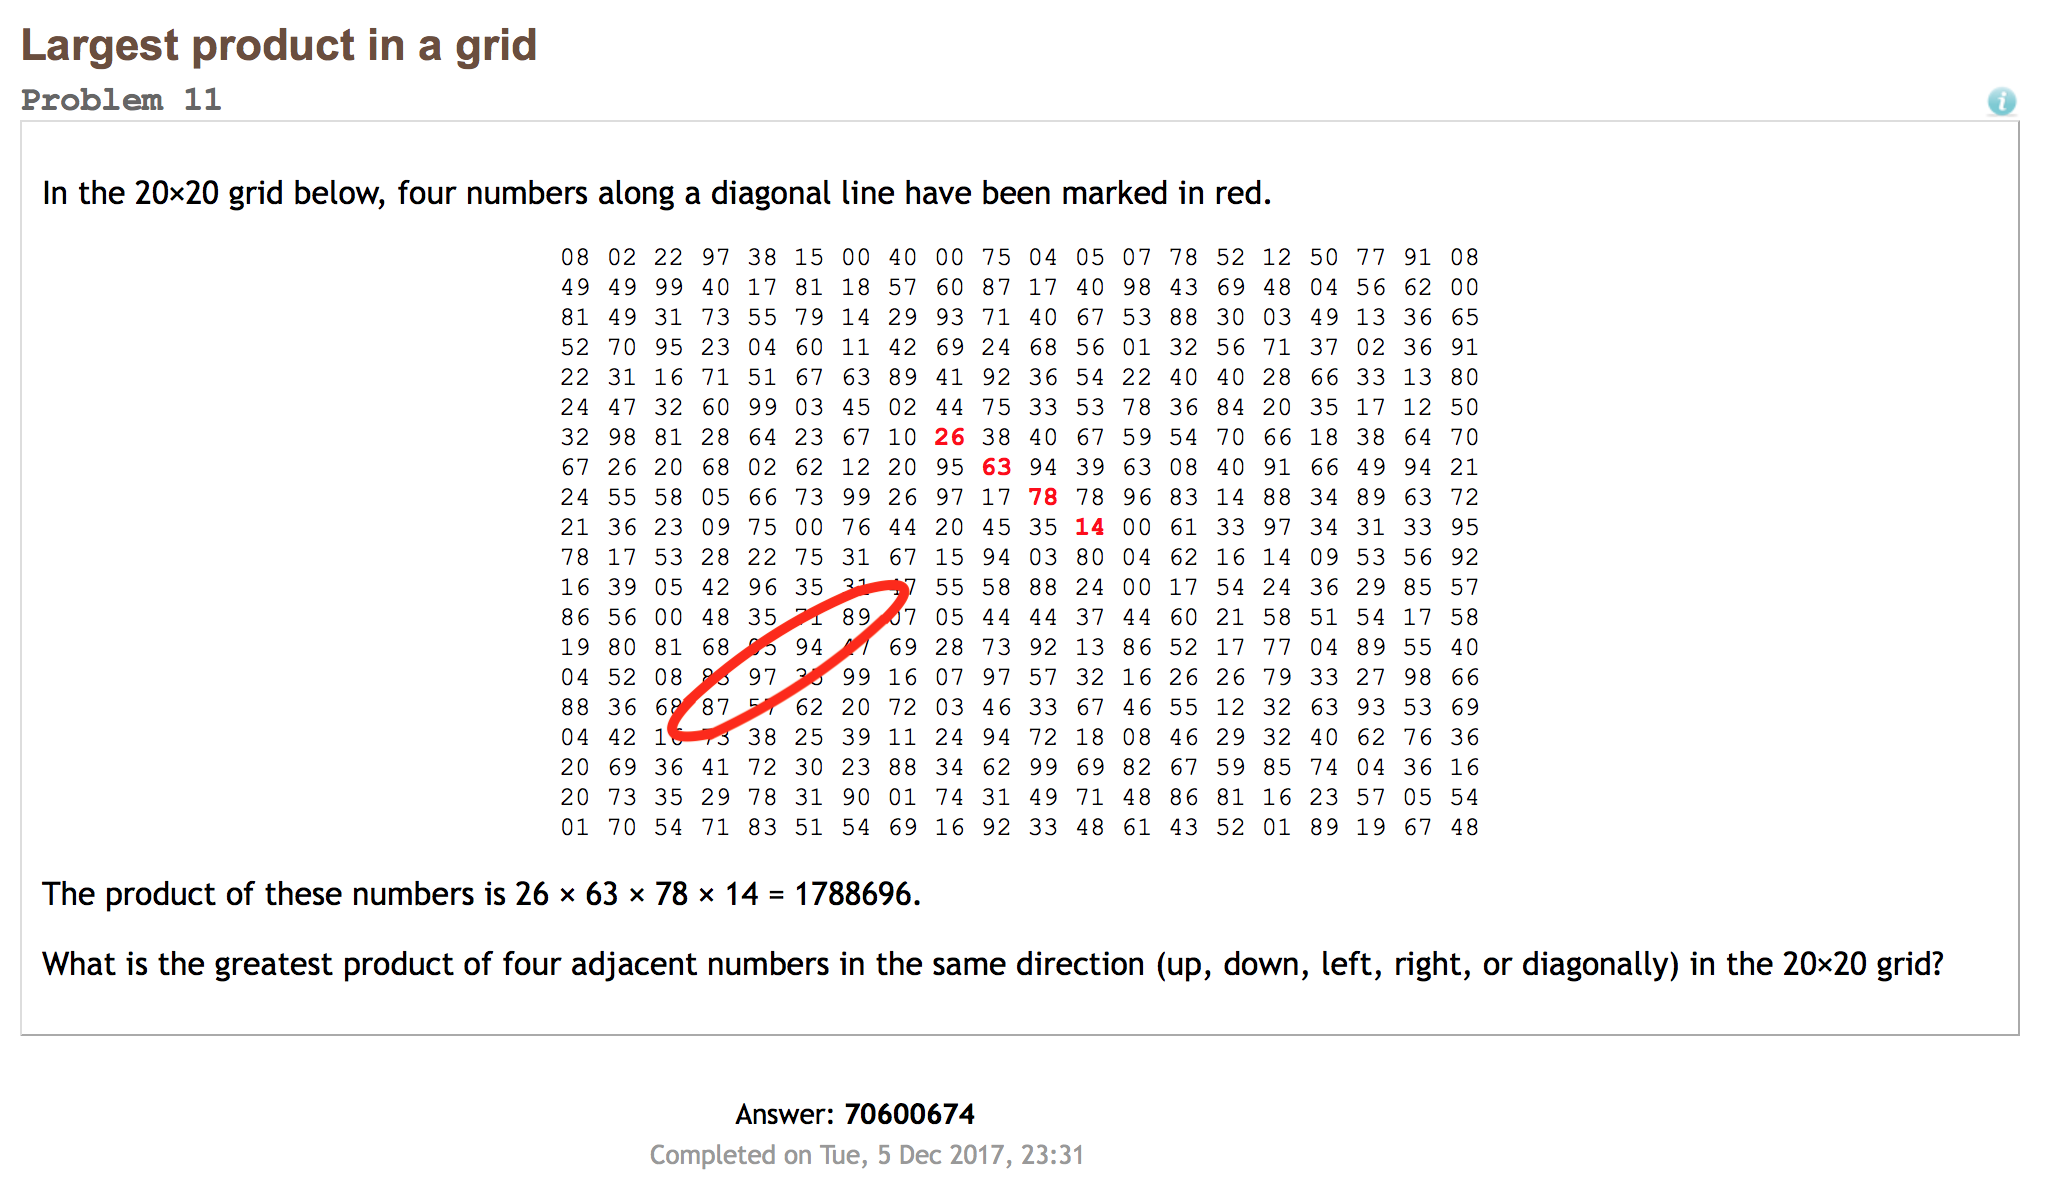 Largest product in a grid
Problem 11
i
In the 20×20 grid below, four numbers along a diagonal line have been marked in red.
08 02 22 97 38 15 00 40 00 75 04 05 07 78 52 12 50 77 91 08
49 49 99 40 17 81 18 57 60 87 17 40 98 43 69 48 04 56 62 00
81 49 31 73 55 79 14 29 93 71 40 67 53 88 30 03 49 13 36 65
52 70 95 23 04 60 11 42 69 24 68 56 01 32 56 71 37 02 36 91
22 31 16 71 51 67 63 89 41 92 36 54 22 40 40 28 66 33 13 80
24 47 32 60 99 03 45 02 44 75 33 53 78 36 84 20 35 17 12 50
32 98 81 28 64 23 67 10 26 38 40 67 59 54 70 66 18 38 64 70
67 26 20 68 02 62 12 20 95 63 94 39 63 08 40 91 66 49 94 21
24 55 58 05 66 73 99 26 97 17 78 78 96 83 14 88 34 89 63 72
21 36 23 09 75 00 76 44 20 45 35 14 00 61 33 97 34 31 33 95
78 17 53 28 22 75 31 67 15 94 03 80 04 62 16 14 09 53 56 92
16 39 05 42 96 35 31 47 55 58 88 24 00 17 54 24 36 29 85 57
86 56 00 48 35 71 89 07 05 44 44 37 44 60 21 58 51 54 17 58
19 80 81 68 05 94 47 69 28 73 92 13 86 52 17 77 04 89 55 40
04 52 08 83 97 35 99 16 07 97 57 32 16 26 26 79 33 27 98 66
88 36 68 87 57 62 20 72 03 46 33 67 46 55 12 32 63 93 53 69
04 42 16 73 38 25 39 11 24 94 72 18 08 46 29 32 40 62 76 36
20 69 36 41 72 30 23 88 34 62 99 69 82 67 59 85 74 04 36 16
20 73 35 29 78 31 90 01 74 31 49 71 48 86 81 16 23 57 05 54
01 70 54 71 83 51 54 69 16 92 33 48 61 43 52 01 89 19 67 48
The product of these numbers is 26 × 63 × 78 × 14 = 1788696.
What is the greatest product of four adjacent numbers in the same direction (up, down, left, right, or diagonally) in the 20×20 grid?
Answer: 70600674
Completed on Tue, 5 Dec 2017, 23:31